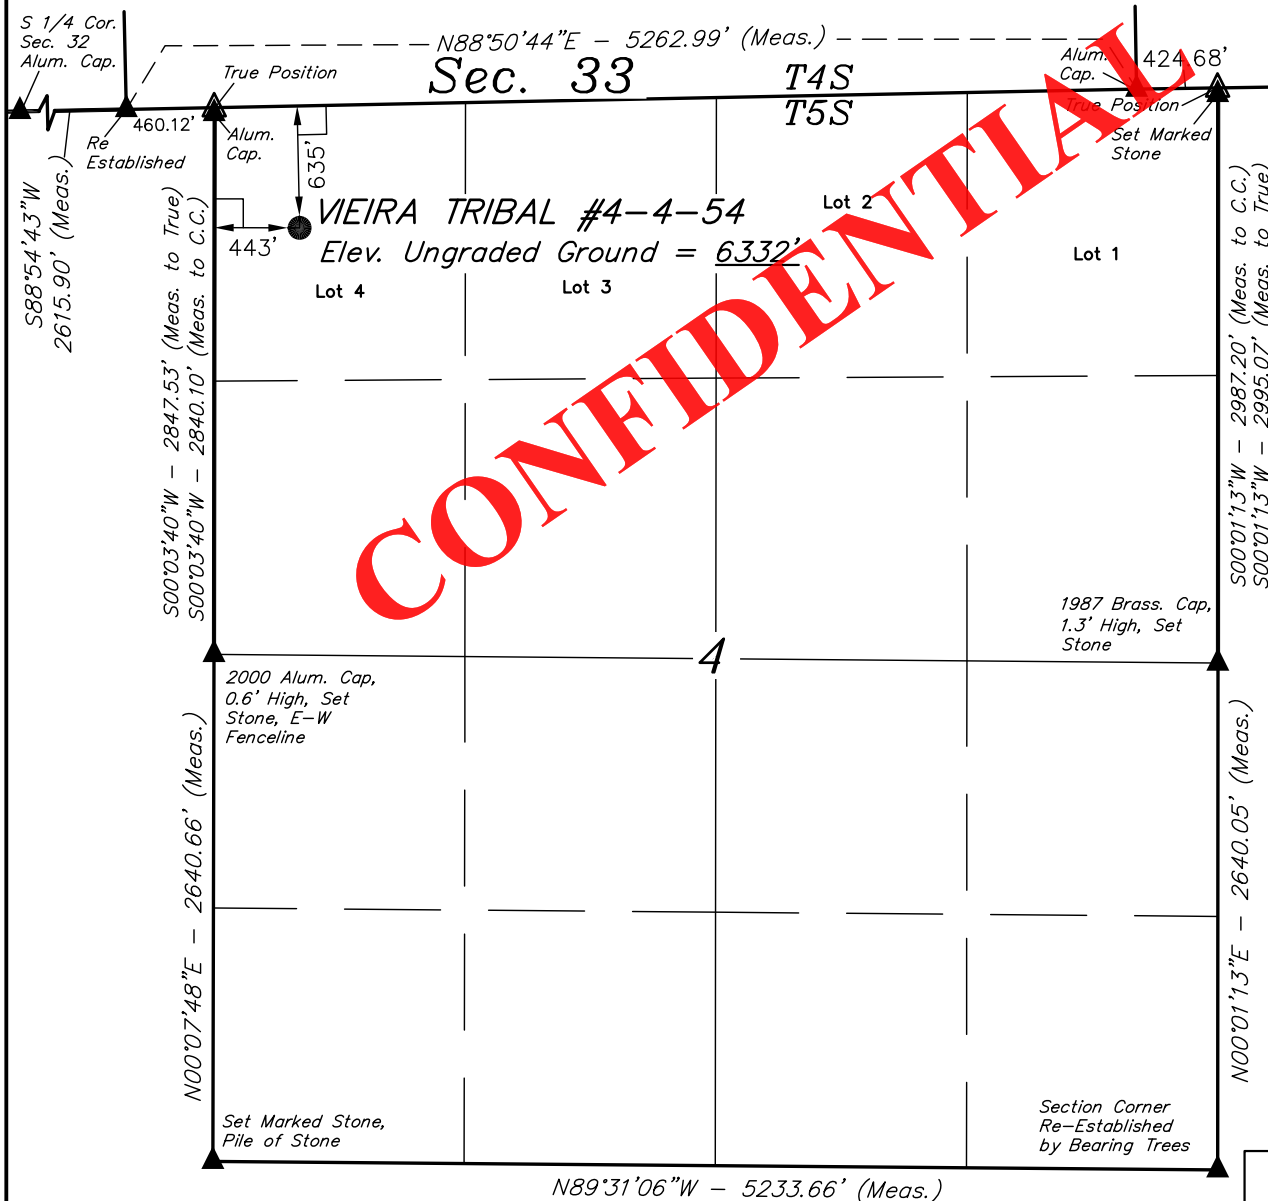 S 1/4 Cor.
Sec. 32
Alum. Cap.
N88°50'44"E - 5262.99' (Meas.)
Sec. 33
T4S
T5S
True Position
Alum.
Cap.
424.68'
True Position
Set Marked
Stone
460.12'
Re
Established
Alum.
Cap.
635'
443'
VIEIRA TRIBAL #4-4-54
Elev. Ungraded Ground = 6332'
Lot 4
Lot 3
Lot 2
Lot 1
CONFIDENTIAL
S88°54'43"W
2615.90' (Meas.)
S00°03'40"W - 2847.53' (Meas. to True)
S00°03'40"W - 2840.10' (Meas. to C.C.)
S00°01'13"W - 2987.20' (Meas. to C.C.)
S00°01'13"W - 2995.07' (Meas. to True)
1987 Brass. Cap,
1.3' High, Set
Stone
4
2000 Alum. Cap,
0.6' High, Set
Stone, E-W
Fenceline
N00°07'48"E - 2640.66' (Meas.)
N00°01'13"E - 2640.05' (Meas.)
Set Marked Stone,
Pile of Stone
Section Corner
Re-Established
by Bearing Trees
N89°31'06"W - 5233.66' (Meas.)